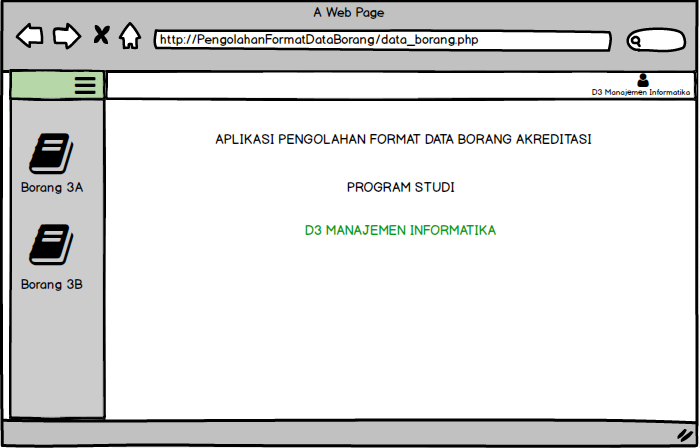 A Web Page
http://PengolahanFormatDataBorang/data_borang.php
D3 Manajemen Informatika
Borang 3A
Borang 3B
APLIKASI PENGOLAHAN FORMAT DATA BORANG AKREDITASI
PROGRAM STUDI
D3 MANAJEMEN INFORMATIKA